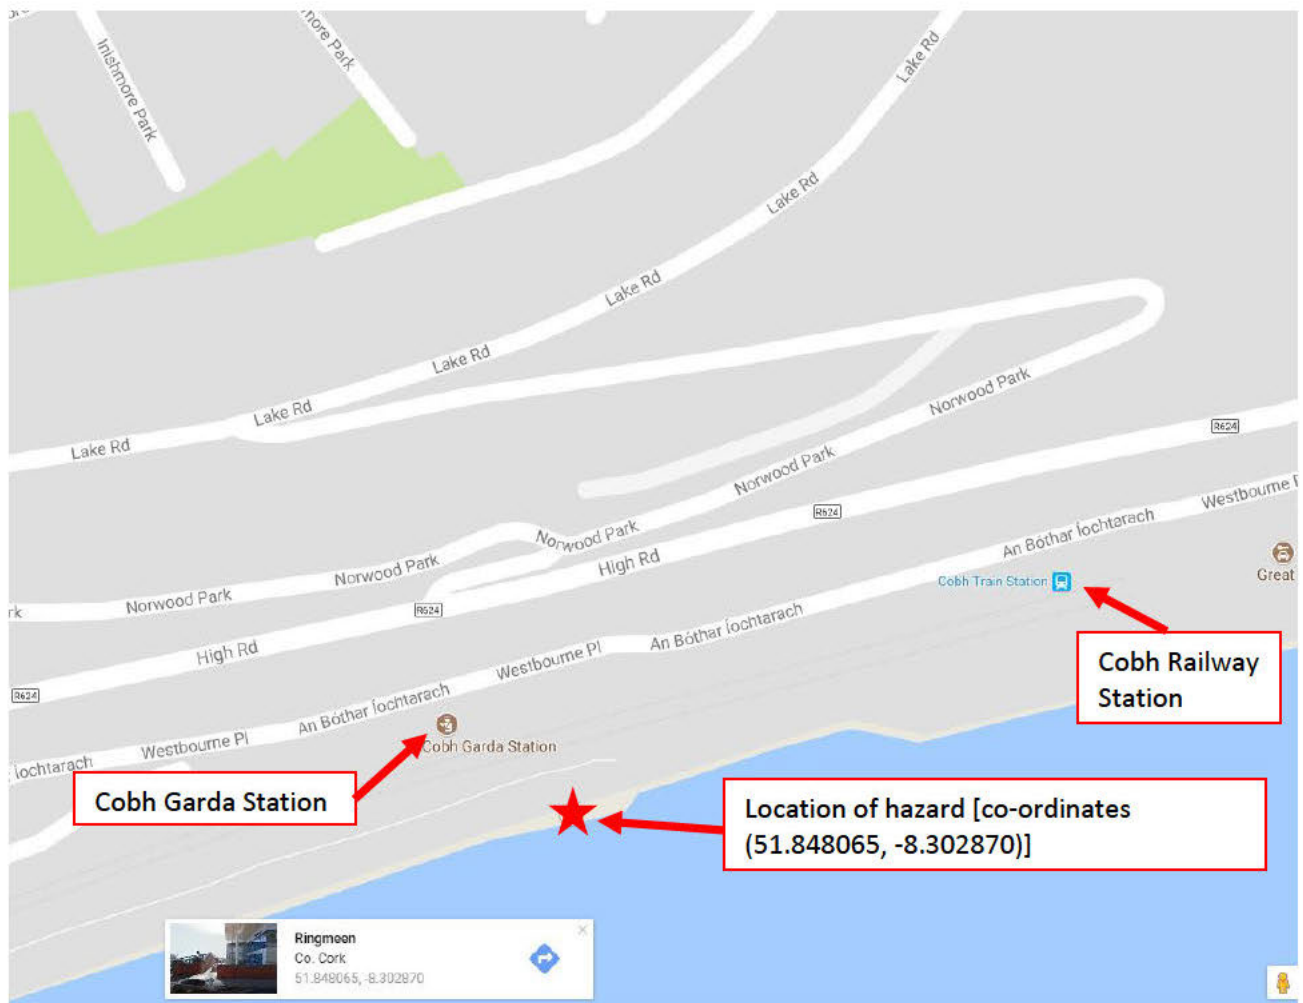 Inishmore Park
more Park
Lake Rd
Lake Rd
Lake Rd
Lake Rd
Lake Rd
Lake Rd
Norwood Park
R624
Norwood Park
Westbourne P
R624
An Bóthar Íochtarach
Norwood Park
High Rd
Great
Cobh Train Station
Norwood Park
Norwood Park
rk
R624
An Bóthar Íochtarach
High Rd
Westbourne Pl
Cobh Railway
Station
R624
An Bóthar Íochtarach
Westbourne Pl
Cobh Garda Station
Íochtarach
Cobh Garda Station
Location of hazard [co-ordinates
(51.848065, -8.302870)]
Ringmeen
Co. Cork
51.848065, -8.302870